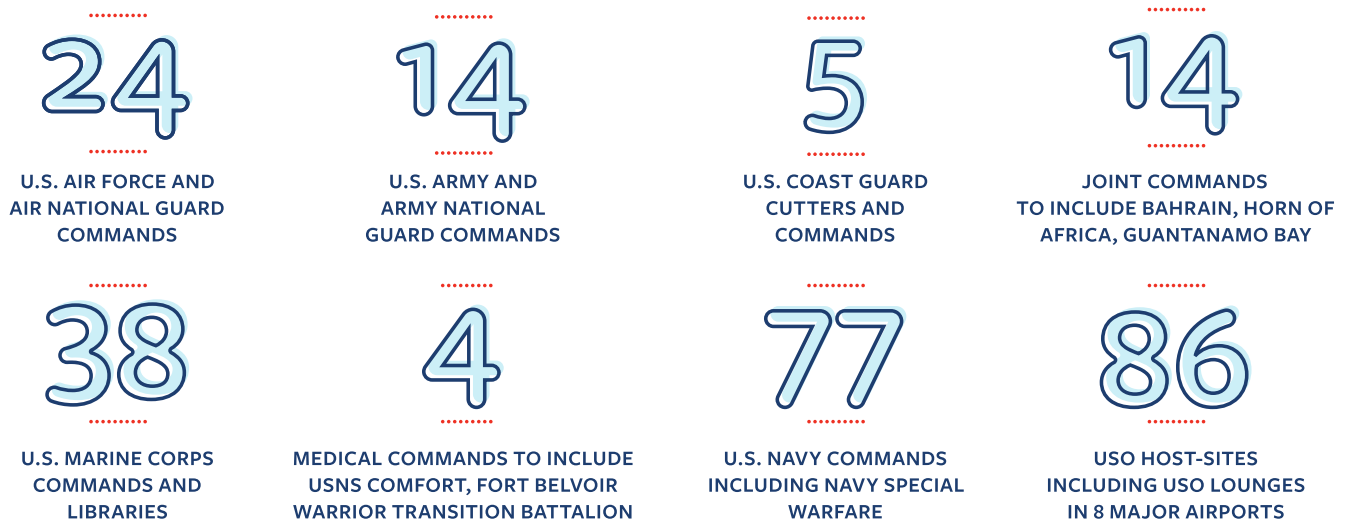 24
U.S. AIR FORCE AND
AIR NATIONAL GUARD
COMMANDS
14
U.S. ARMY AND
ARMY NATIONAL
GUARD COMMANDS
5
U.S. COAST GUARD
CUTTERS AND
COMMANDS
14
JOINT COMMANDS
TO INCLUDE BAHRAIN, HORN OF
AFRICA, GUANTANAMO BAY
38
U.S. MARINE CORPS
COMMANDS AND
LIBRARIES
4
MEDICAL COMMANDS TO INCLUDE
USNS COMFORT, FORT BELVOIR
WARRIOR TRANSITION BATTALION
77
U.S. NAVY COMMANDS
INCLUDING NAVY SPECIAL
WARFARE
86
USO HOST-SITES
INCLUDING USO LOUNGES
IN 8 MAJOR AIRPORTS